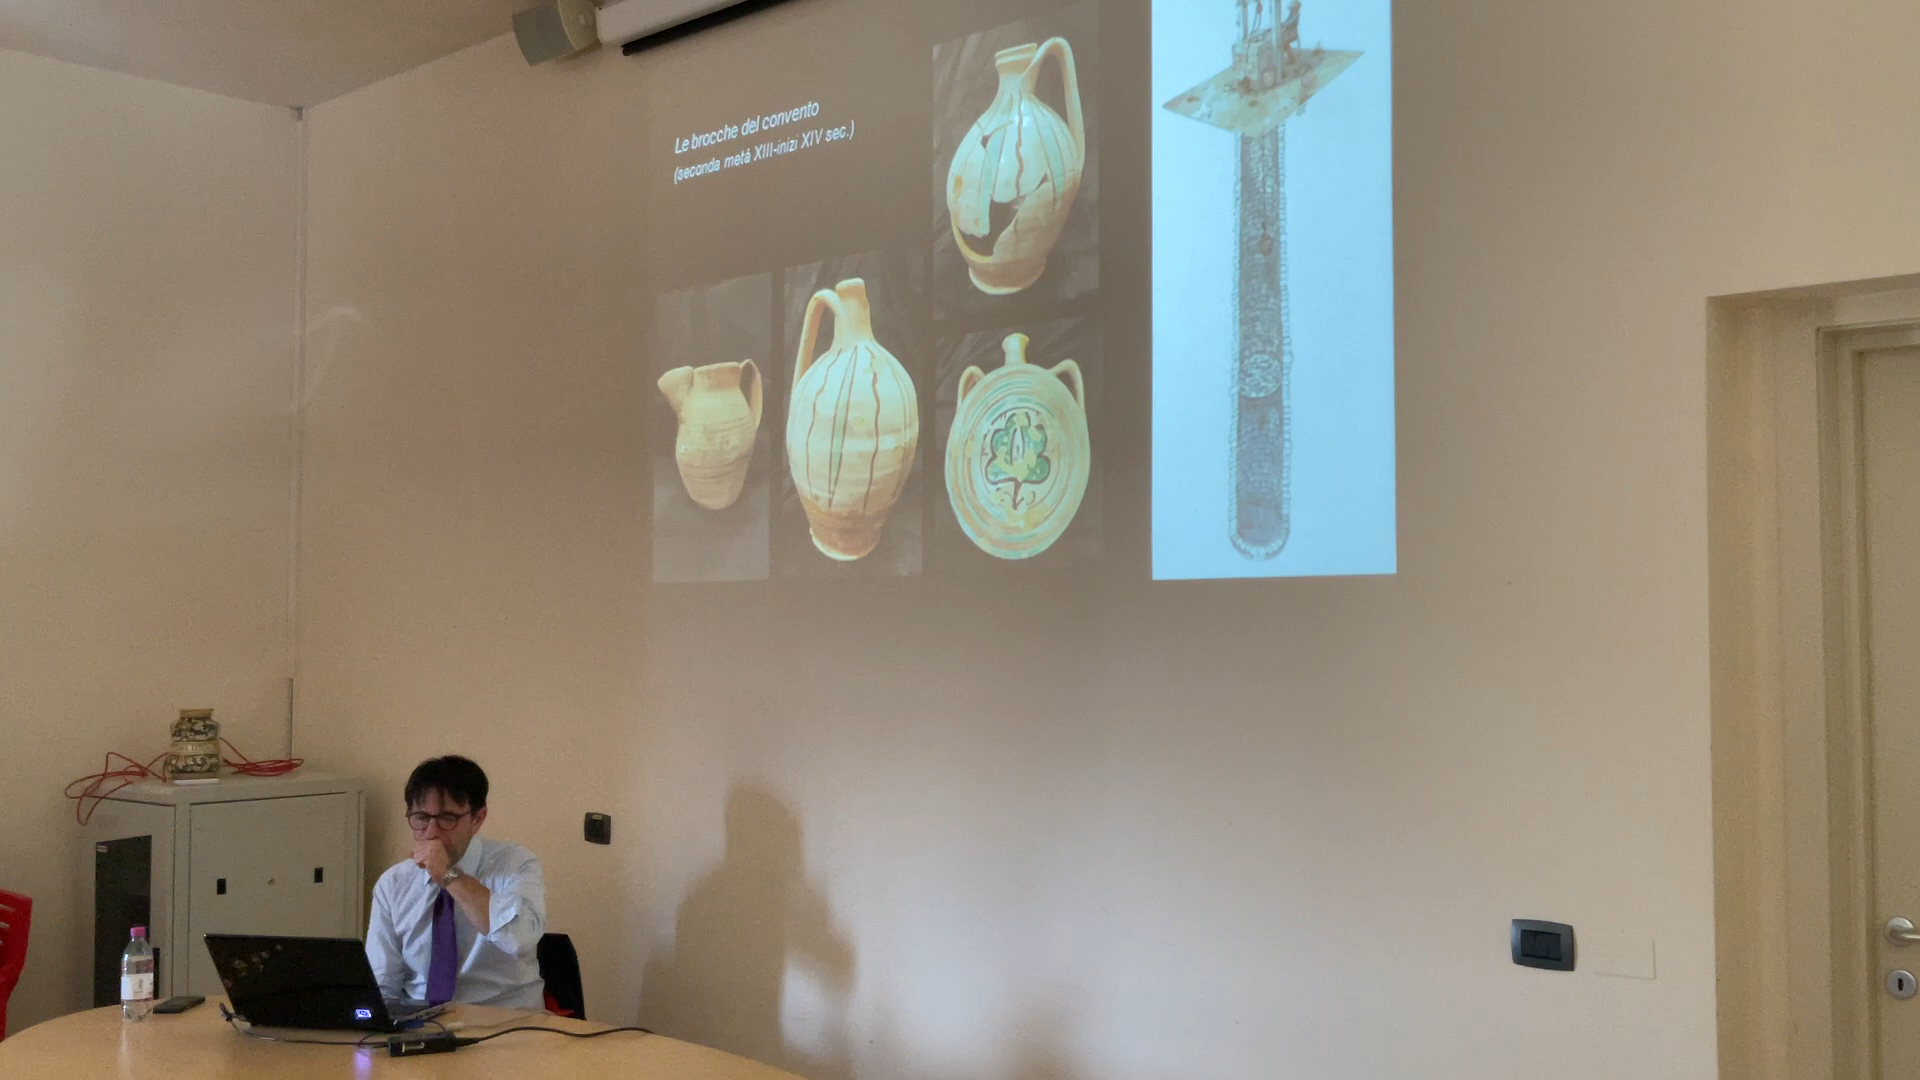 Le brocche del convento
(seconda metà XIII-inizi XIV sec.)